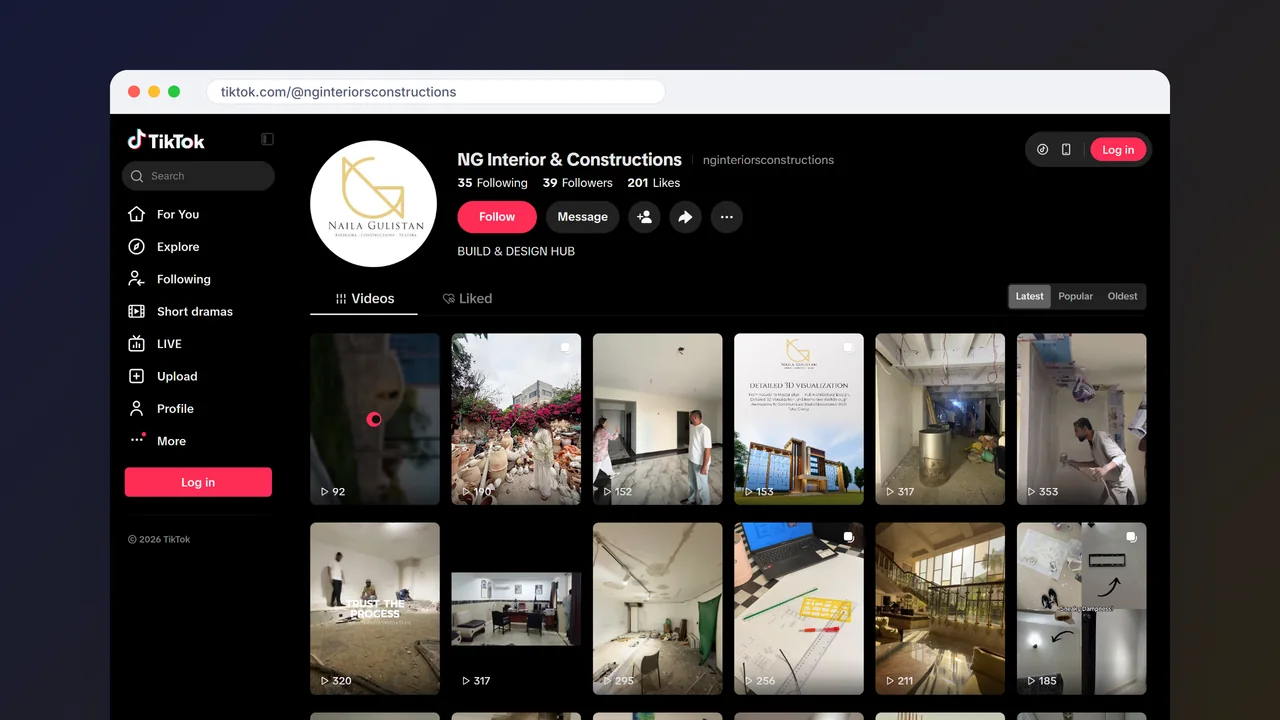 tiktok.com/@nginteriorsconstructions
TikTok
Search
For You
Explore
Following
Short dramas
LIVE
Upload
Profile
More
Log in
© 2026 TikTok
NG Interior & Constructions
nginteriorsconstructions
35 Following 39 Followers 201 Likes
Follow
Message
BUILD & DESIGN HUB
Log in
NAILA GULISTAN
Videos
Liked
Latest
Popular
Oldest
92
190
152
DETAILED 3D VISUALIZATION
153
317
353
TRUST THE
PROCESS
320
317
295
256
211
Sneaky Dampness!
185